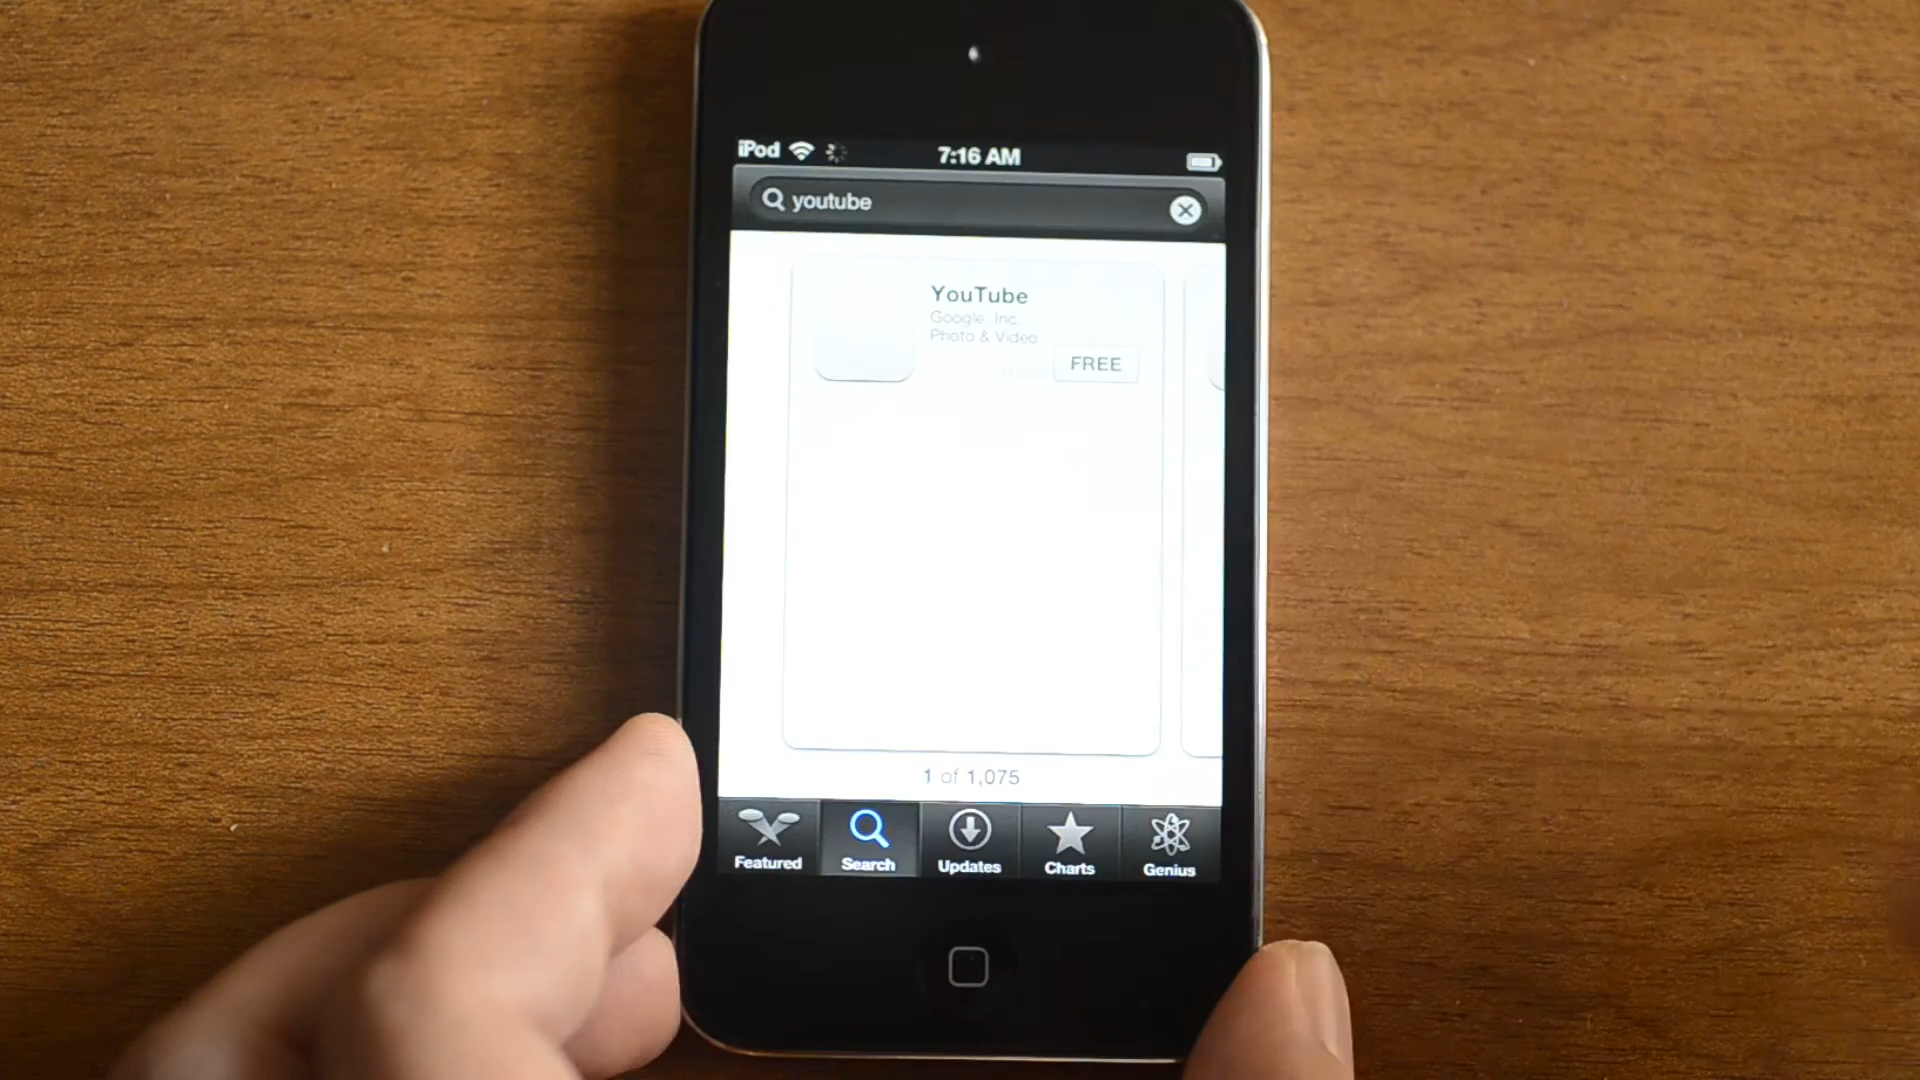 iPod
7:16 AM
youtube
YouTube
Google, Inc.
Photo & Video
FREE
1 of 1,075
Featured
Search
Updates
Charts
Genius